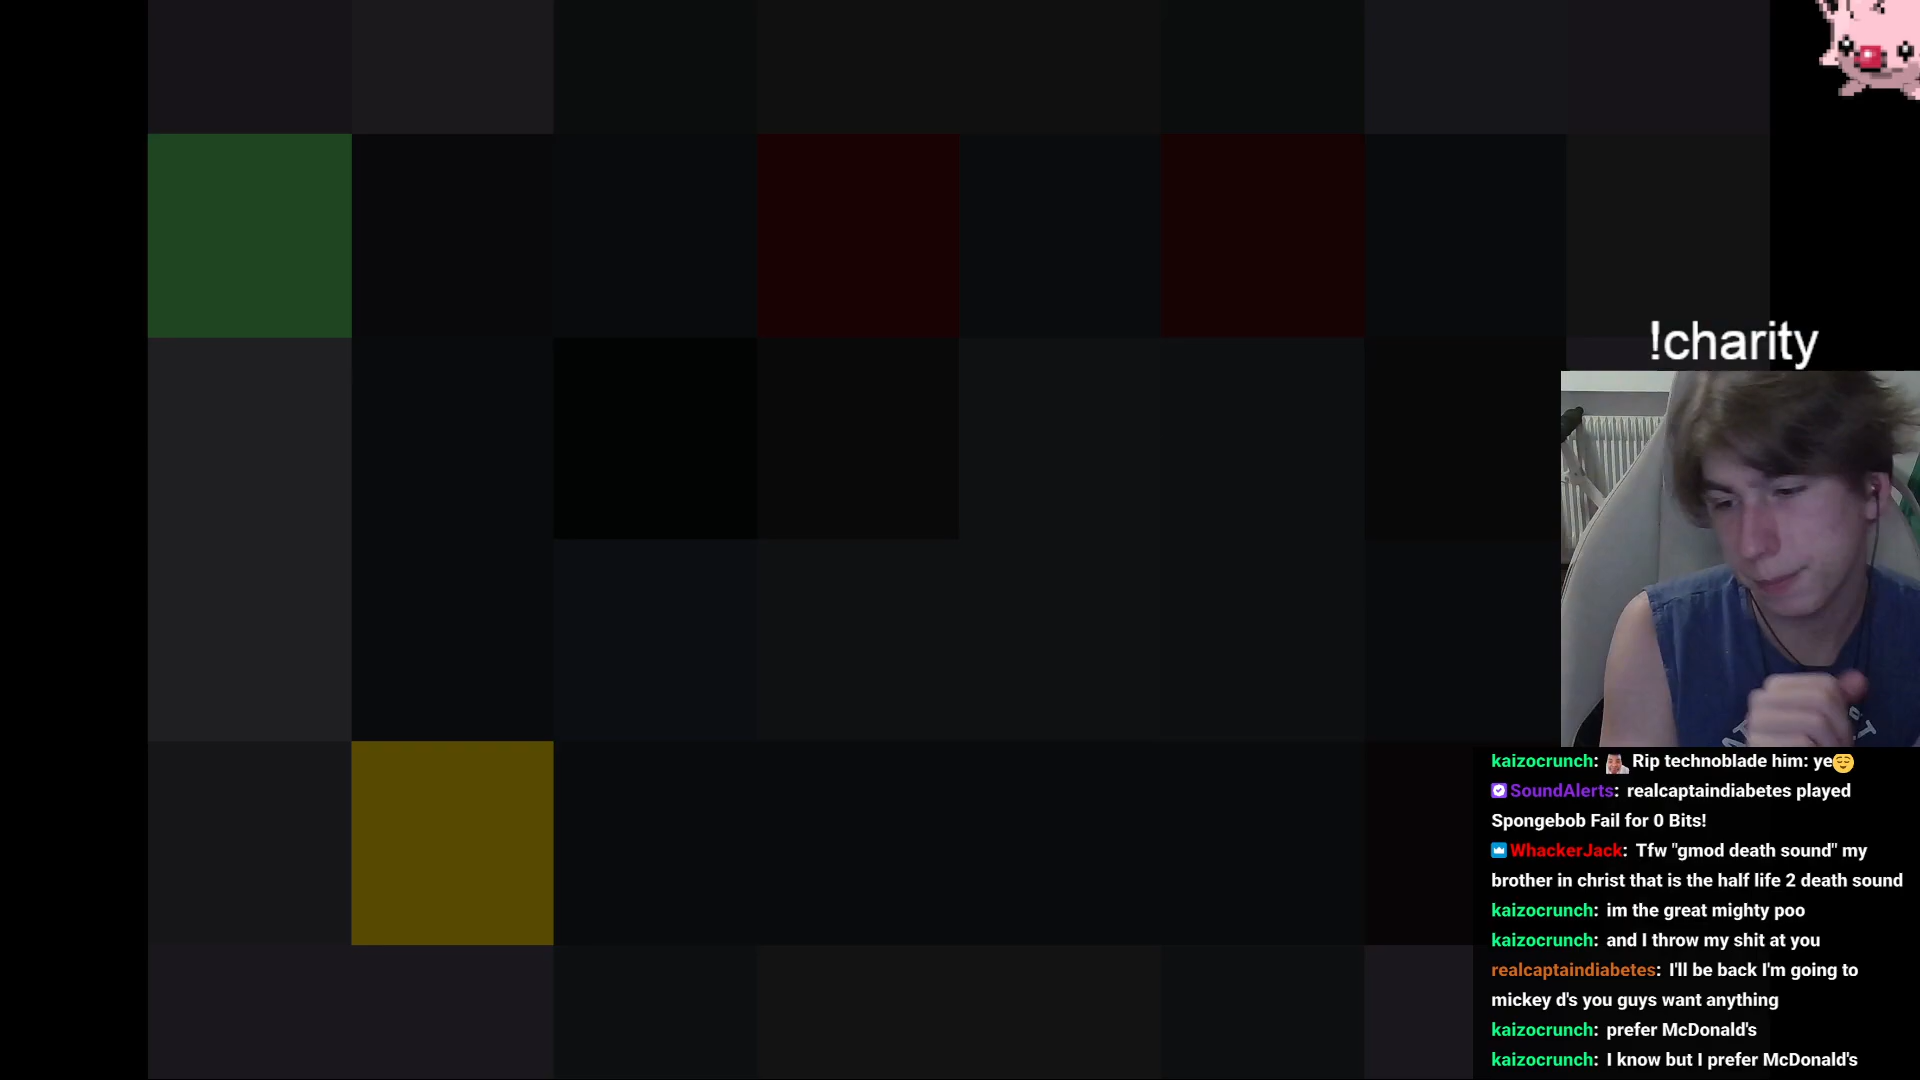 !charity
kaizocrunch: Rip technoblade him: ye
SoundAlerts: realcaptaindiabetes played
Spongebob Fail for 0 Bits!
WhackerJack: Tfw "gmod death sound" my
brother in christ that is the half life 2 death sound
kaizocrunch: im the great mighty poo
kaizocrunch: and I throw my shit at you
realcaptaindiabetes: I'll be back I'm going to
mickey d's you guys want anything
kaizocrunch: prefer McDonald's
kaizocrunch: I know but I prefer McDonald's